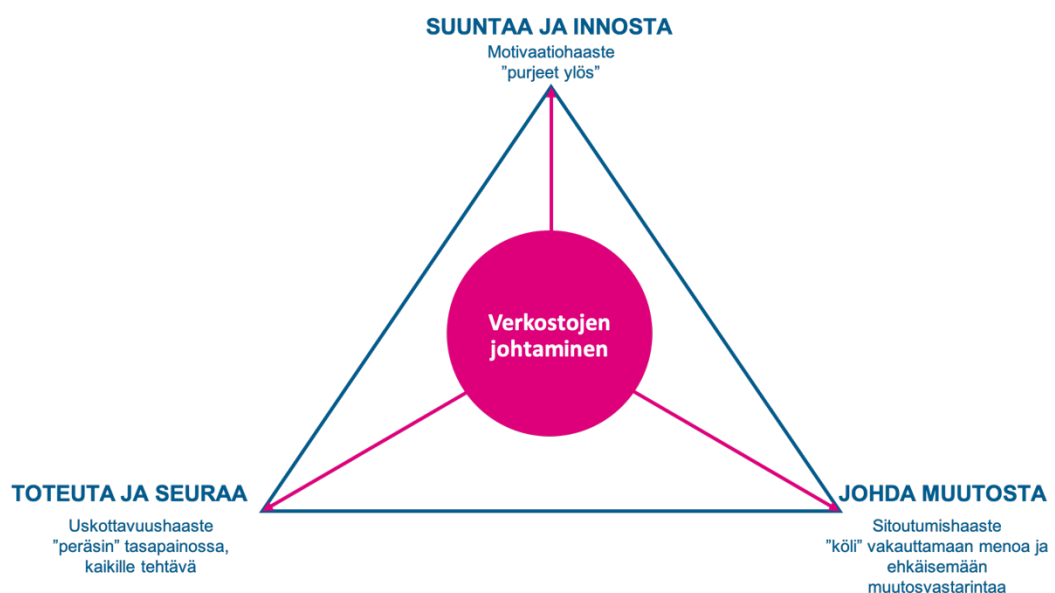 SUUNTAA JA INNOSTA
Motivaatiohaaste
"purjeet ylös"
Verkostojen
johtaminen
TOTEUTA JA SEURAA
Uskottavuushaaste
"peräsin" tasapainossa,
kaikille tehtävä
JOHDA MUUTOSTA
Sitoutumishaaste
"köli" vakauttamaan menoa ja
ehkäisemään
muutosvastarintaa